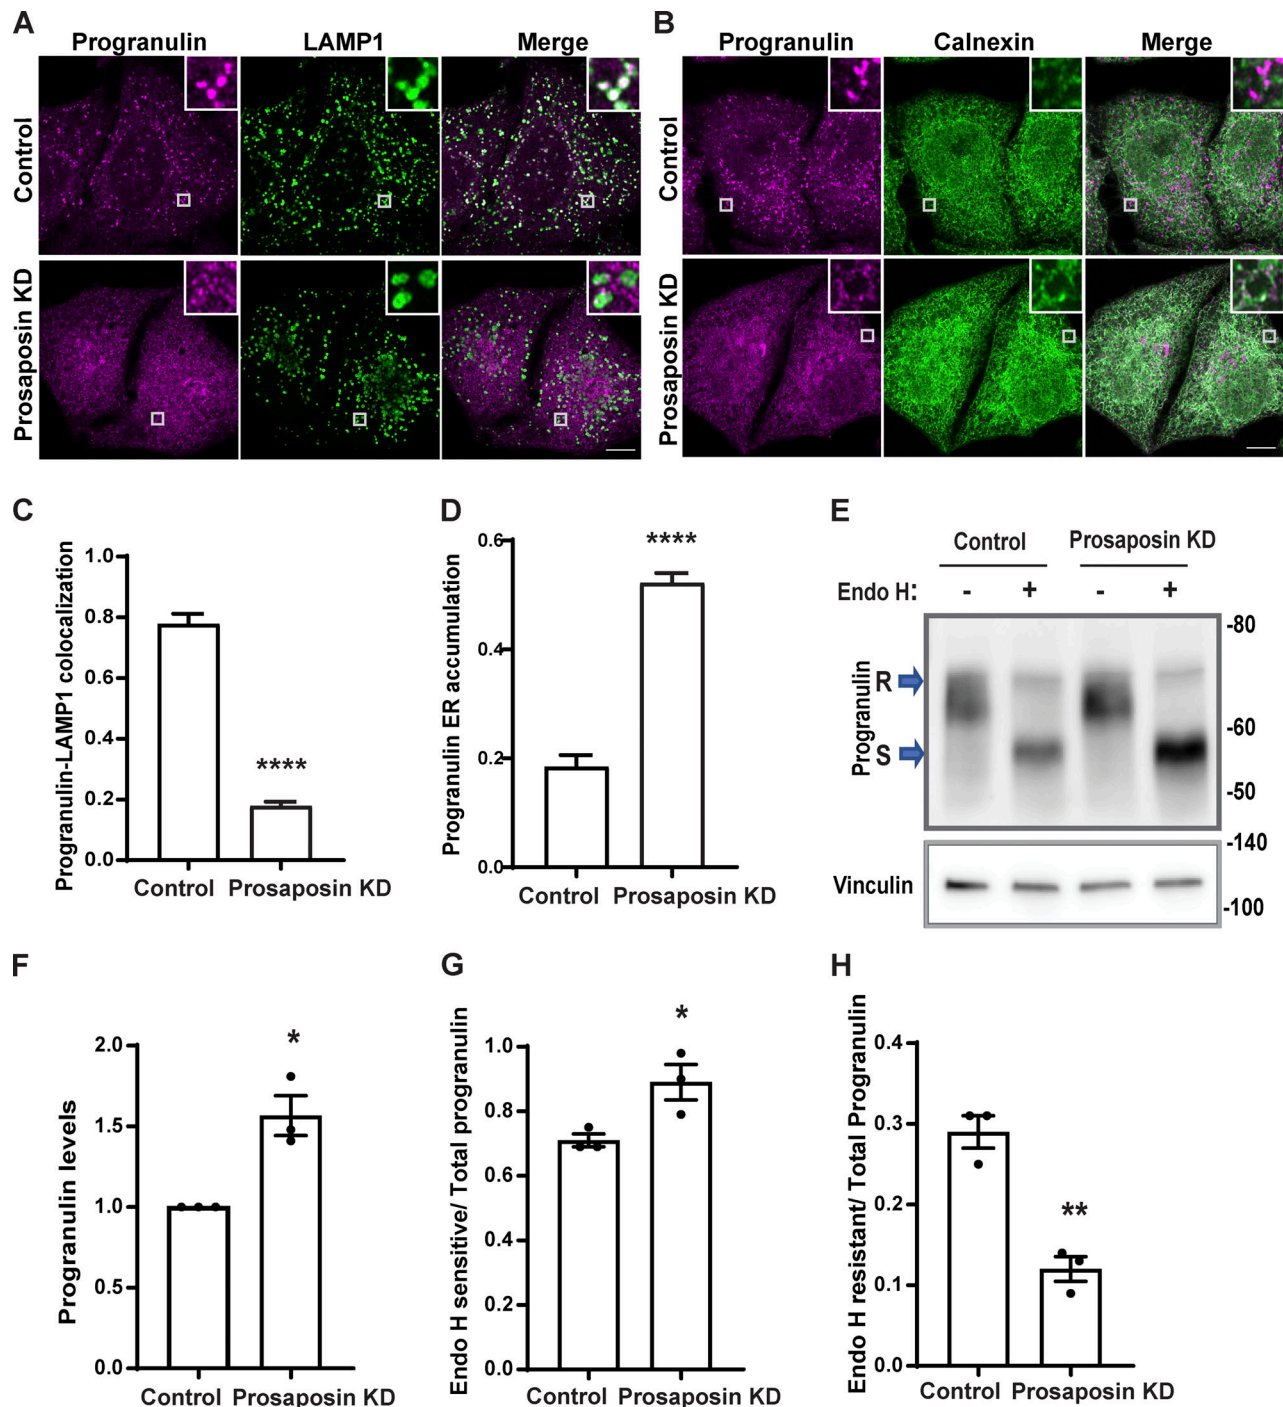 A
Progranulin LAMP1 Merge
Control
Prosaposin KD
B
Progranulin Calnexin Merge
Control
Prosaposin KD
C
Progranulin-LAMP1 colocalization
1.0
0.8
0.6
0.4
0.2
0.0
****
Control Prosaposin KD
D
Progranulin ER accumulation
0.6
0.4
0.2
0.0
****
Control Prosaposin KD
E
Control Prosaposin KD
Endo H: - + - +
Progranulin
R
S
-80
-60
-50
-140
Vinculin
-100
F
Progranulin levels
2.0
1.5
1.0
0.5
0.0
*
Control Prosaposin KD
G
Endo H sensitive/ Total progranulin
1.0
0.8
0.6
0.4
0.2
0.0
*
Control Prosaposin KD
H
Endo H resistant/ Total Progranulin
0.4
0.3
0.2
0.1
0.0
**
Control Prosaposin KD